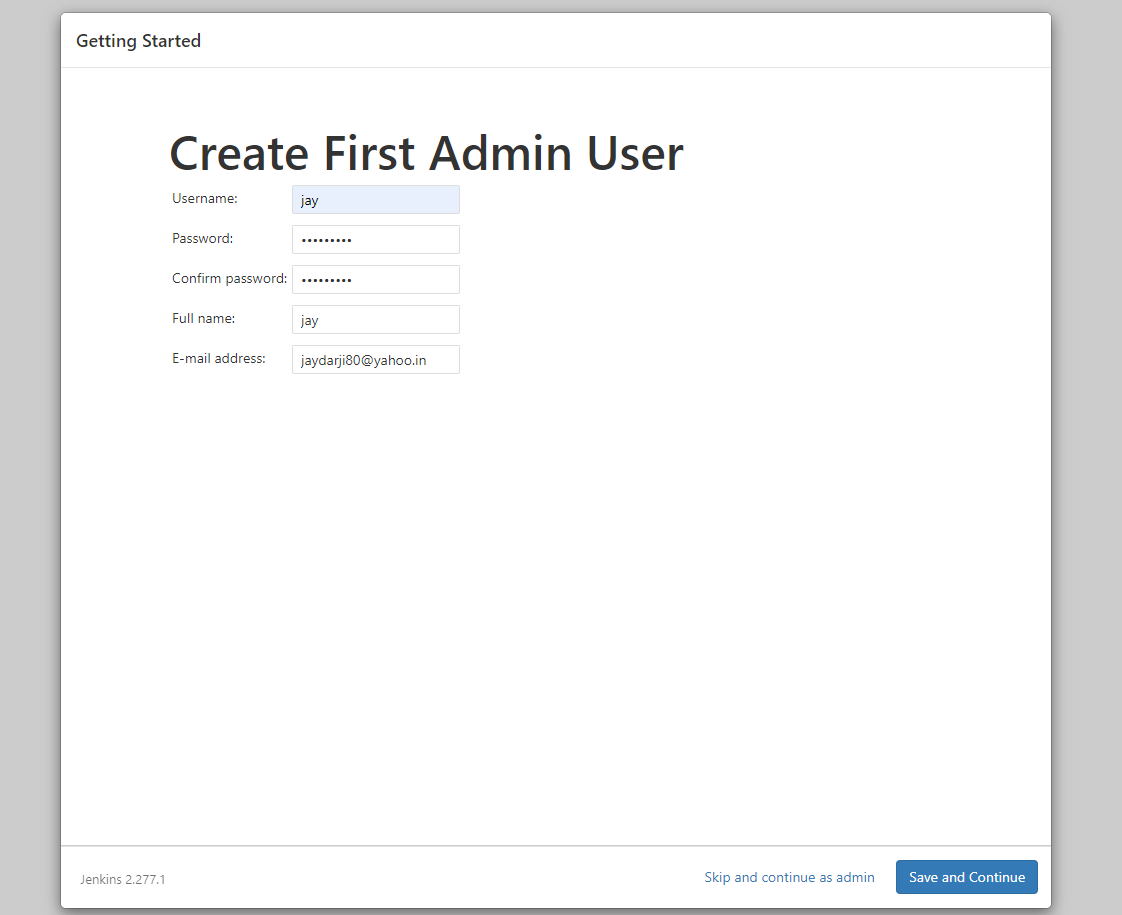 Getting Started
Create First Admin User
Username: jay
Password: •••••••••
Confirm password: •••••••••
Full name: jay
E-mail address: jaydarji80@yahoo.in
Jenkins 2.277.1 Skip and continue as admin Save and Continue